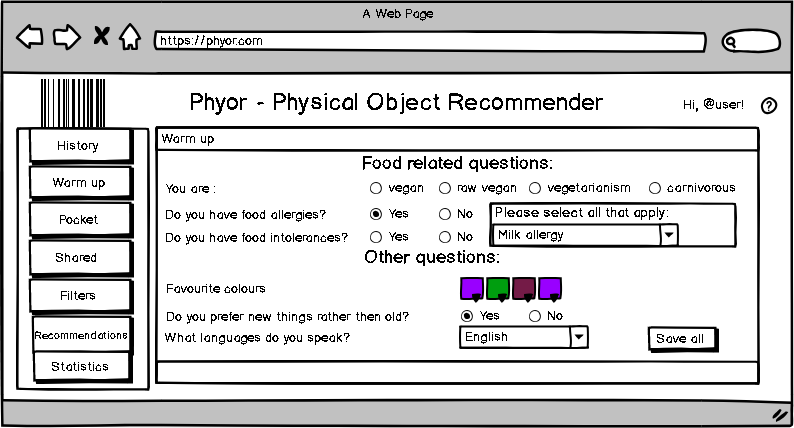 A Web Page
https://phyor.com
Phyor - Physical Object Recommender
Hi, @user!
?
History
Warm up
Pocket
Shared
Filters
Recommendations
Statistics
Warm up
Food related questions:
You are : vegan raw vegan vegetarianism carnivorous
Do you have food allergies? Yes No Please select all that apply:
Milk allergy
Do you have food intolerances? Yes No
Other questions:
Favourite colours
Do you prefer new things rather then old? Yes No
What languages do you speak? English Save all